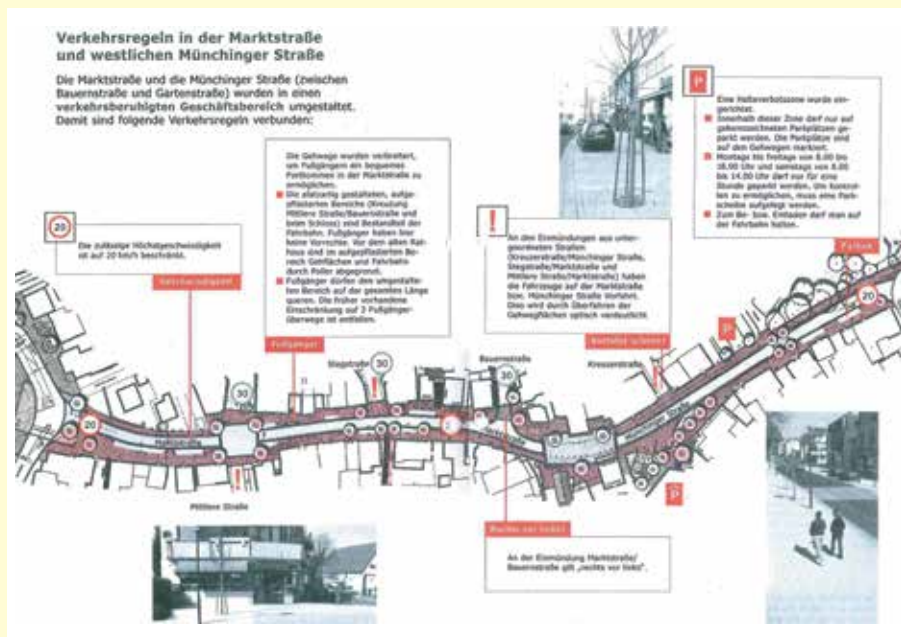 Verkehrsregeln in der Marktstraße
und westlichen Münchinger Straße
Die Marktstraße und die Münchinger Straße (zwischen
Bauernstraße und Gartenstraße) wurden in einen
verkehrsberuhigten Geschäftsbereich umgestaltet.
Damit sind folgende Verkehrsregeln verbunden:
20
Die zulässige Höchstgeschwindigkeit
ist auf 20 km/h beschränkt.
Die Gehwege wurden verbreitert,
um Fußgängern ein bequemes
Fortkommen in der Marktstraße zu
ermöglichen.
Die platzartig gestalteten, aufge-
pflasterten Bereiche (Kreuzung
Mittlere Straße/Bauernstraße und
beim Schloss) sind Bestandteil der
Fahrbahn. Fußgänger haben hier
keine Vorrechte. Vor dem alten Rat-
haus sind im aufgepflasterten Be-
reich Gehflächen und Fahrbahn
durch Poller abgegrenzt.
Fußgänger dürfen den umgestalte-
ten Bereich auf der gesamten Länge
queren. Die früher vorhandene
Einschränkung auf 3 Fußgänger-
überwege ist entfallen.
Fußgänger
!
An den Einmündungen aus unter-
geordneten Straßen
(Kreuzerstraße/Münchinger Straße,
Stegstraße/Marktstraße und
Mittlere Straße/Marktstraße) haben
die Fahrzeuge auf der Marktstraße
bzw. Münchinger Straße Vorfahrt.
Dies wird durch Überfahren der
Gehwegflächen optisch verdeutlicht.
P
Eine Halteverbotszone wurde ein-
gerichtet.
Innerhalb dieser Zone darf nur auf
gekennzeichneten Parkplätzen ge-
parkt werden. Die Parkplätze sind
auf den Gehwegen markiert.
Montags bis freitags von 8.00 bis
18.00 Uhr und samstags von 8.00
bis 14.00 Uhr darf nur für eine
Stunde geparkt werden. Um Kontrol-
len zu ermöglichen, muss eine Park-
scheibe aufgelegt werden.
Zum Be- bzw. Entladen darf man auf
der Fahrbahn halten.
Parken
Stegstraße
Bauernstraße
Kreuzerstraße
30
30
30
20
20
Marktstraße
Münchinger Straße
!
!
!
P
P
Mittlere Straße
Rechts vor links
An der Einmündung Marktstraße/
Bauernstraße gilt „rechts vor links“.